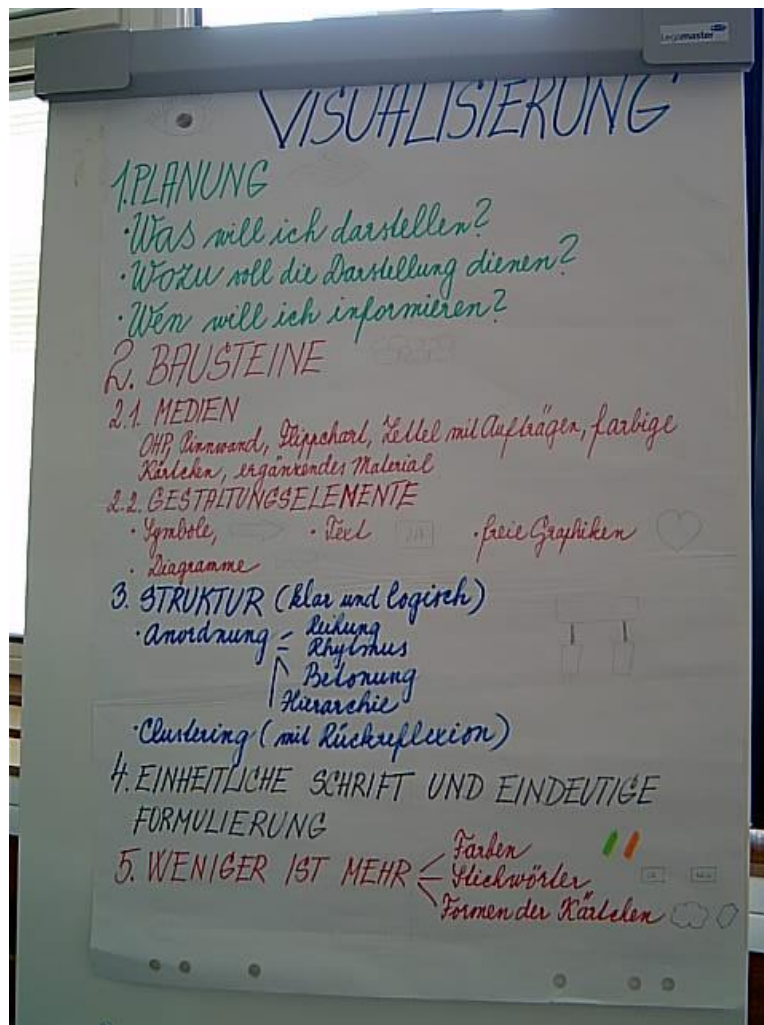 Legamaster
VISUALISIERUNG
1. PLANUNG
· Was will ich darstellen?
· Wozu soll die Darstellung dienen?
· Wen will ich informieren?
2. BAUSTEINE
2.1. MEDIEN
OHP, Pinnwand, Flippchart, Zettel mit Aufträgen, farbige
Kärtchen, ergänzendes Material
2.2. GESTALTUNGSELEMENTE
· Symbole, · Text · freie Graphiken
· Diagramme
3. STRUKTUR (klar und logisch)
· Anordnung - Reihung
- Rhytmus
Betonung
Hierarchie
· Clustering (mit Rückreflexion)
4. EINHEITLICHE SCHRIFT UND EINDEUTIGE
FORMULIERUNG
Farben
5. WENIGER IST MEHR - Stichwörter
Formen der Kärtchen